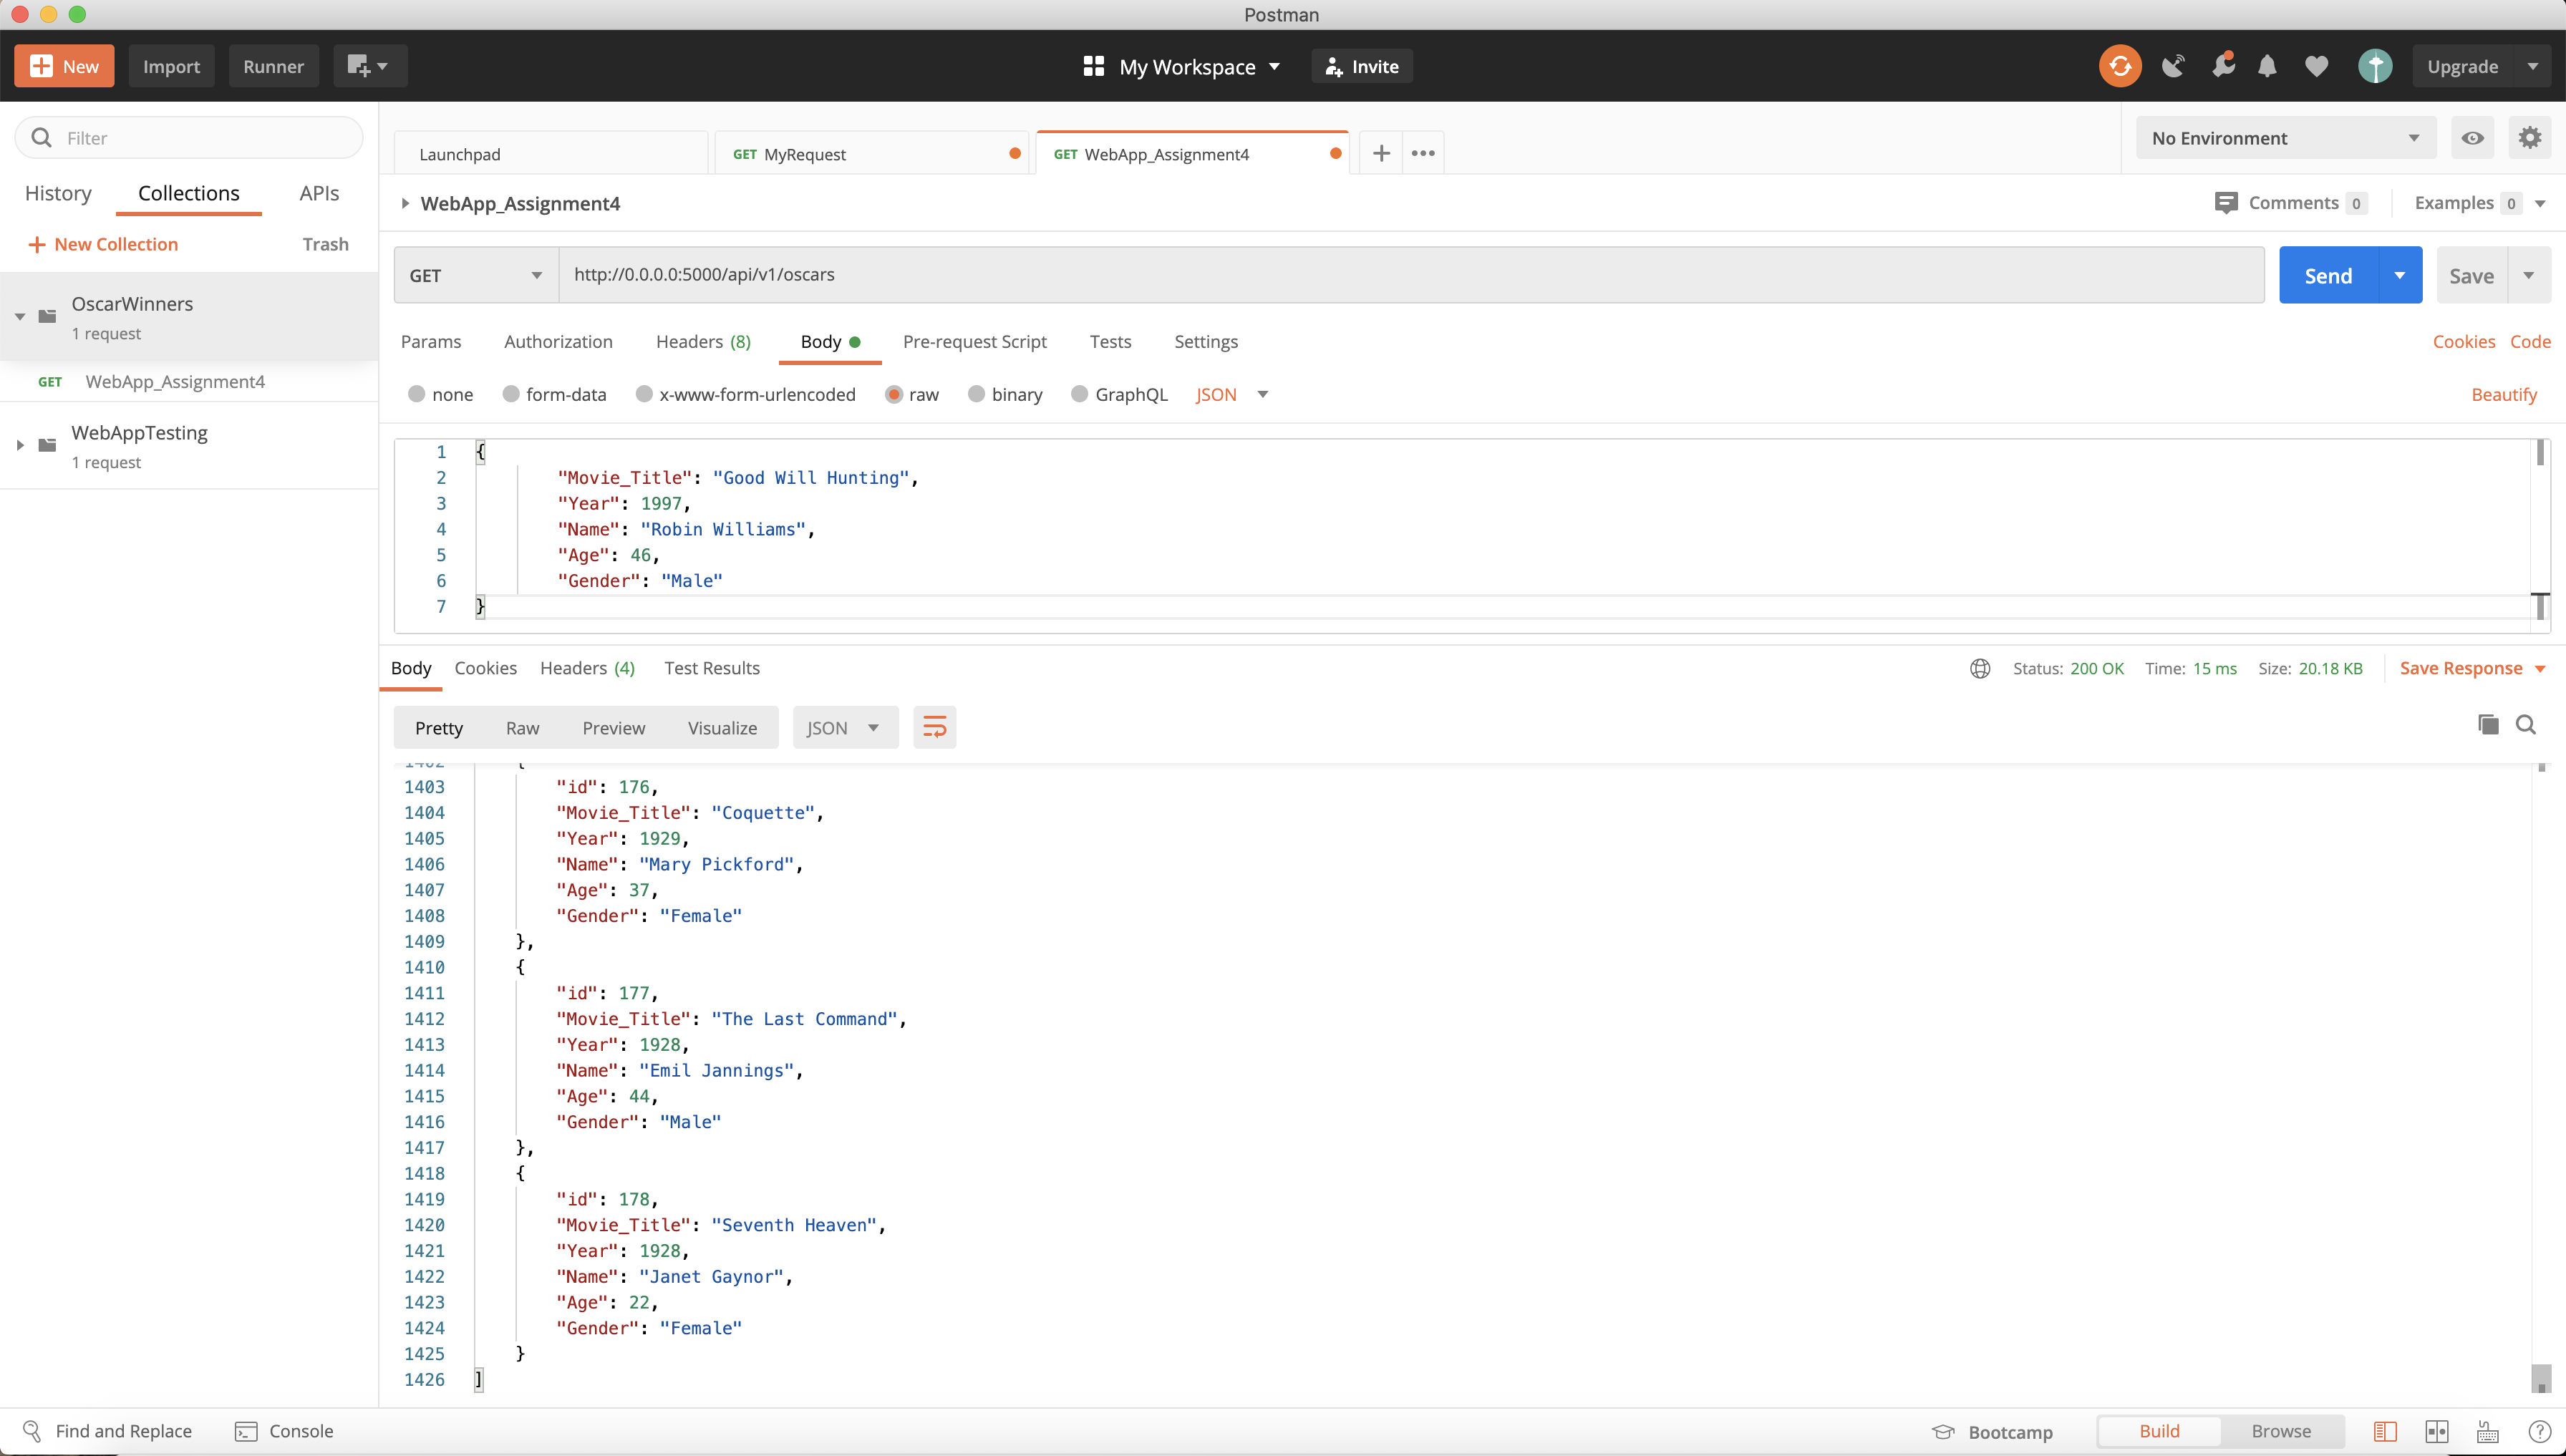 Postman
New Import Runner My Workspace Invite Upgrade
Filter
History Collections APIs
+ New Collection Trash
OscarWinners
1 request
GET WebApp_Assignment4
WebAppTesting
1 request
Launchpad GET MyRequest GET WebApp_Assignment4 + ••• No Environment
WebApp_Assignment4 Comments 0 Examples 0
GET http://0.0.0.0:5000/api/v1/oscars Send Save
Params Authorization Headers (8) Body Pre-request Script Tests Settings Cookies Code
none form-data x-www-form-urlencoded raw binary GraphQL JSON Beautify
1 {
2 "Movie_Title": "Good Will Hunting",
3 "Year": 1997,
4 "Name": "Robin Williams",
5 "Age": 46,
6 "Gender": "Male"
7 }
Body Cookies Headers (4) Test Results Status: 200 OK Time: 15 ms Size: 20.18 KB Save Response
Pretty Raw Preview Visualize JSON
1402 {
1403 "id": 176,
1404 "Movie_Title": "Coquette",
1405 "Year": 1929,
1406 "Name": "Mary Pickford",
1407 "Age": 37,
1408 "Gender": "Female"
1409 },
1410 {
1411 "id": 177,
1412 "Movie_Title": "The Last Command",
1413 "Year": 1928,
1414 "Name": "Emil Jannings",
1415 "Age": 44,
1416 "Gender": "Male"
1417 },
1418 {
1419 "id": 178,
1420 "Movie_Title": "Seventh Heaven",
1421 "Year": 1928,
1422 "Name": "Janet Gaynor",
1423 "Age": 22,
1424 "Gender": "Female"
1425 }
1426 ]
Find and Replace Console Bootcamp Build Browse ?